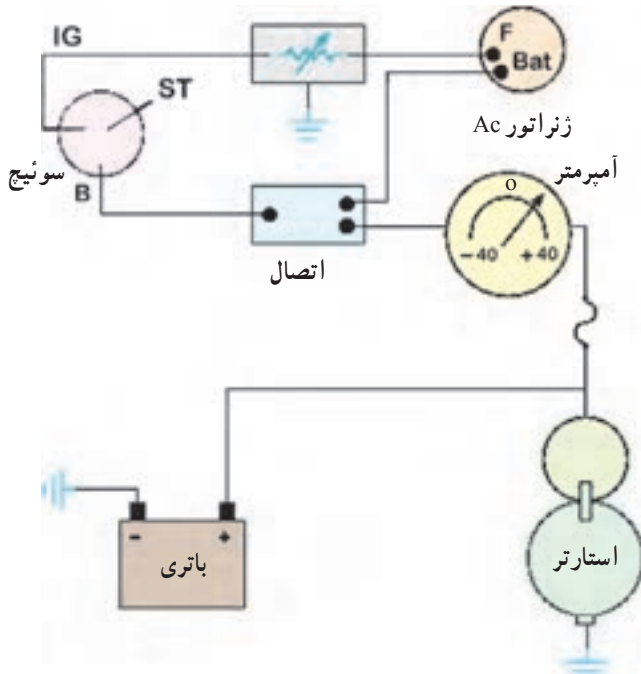 IG
F
ST
Bat
ژنراتور Ac
سوئیچ
B
آمپرمتر
o
-40 +40
اتصال
- +
باتری
استارتر